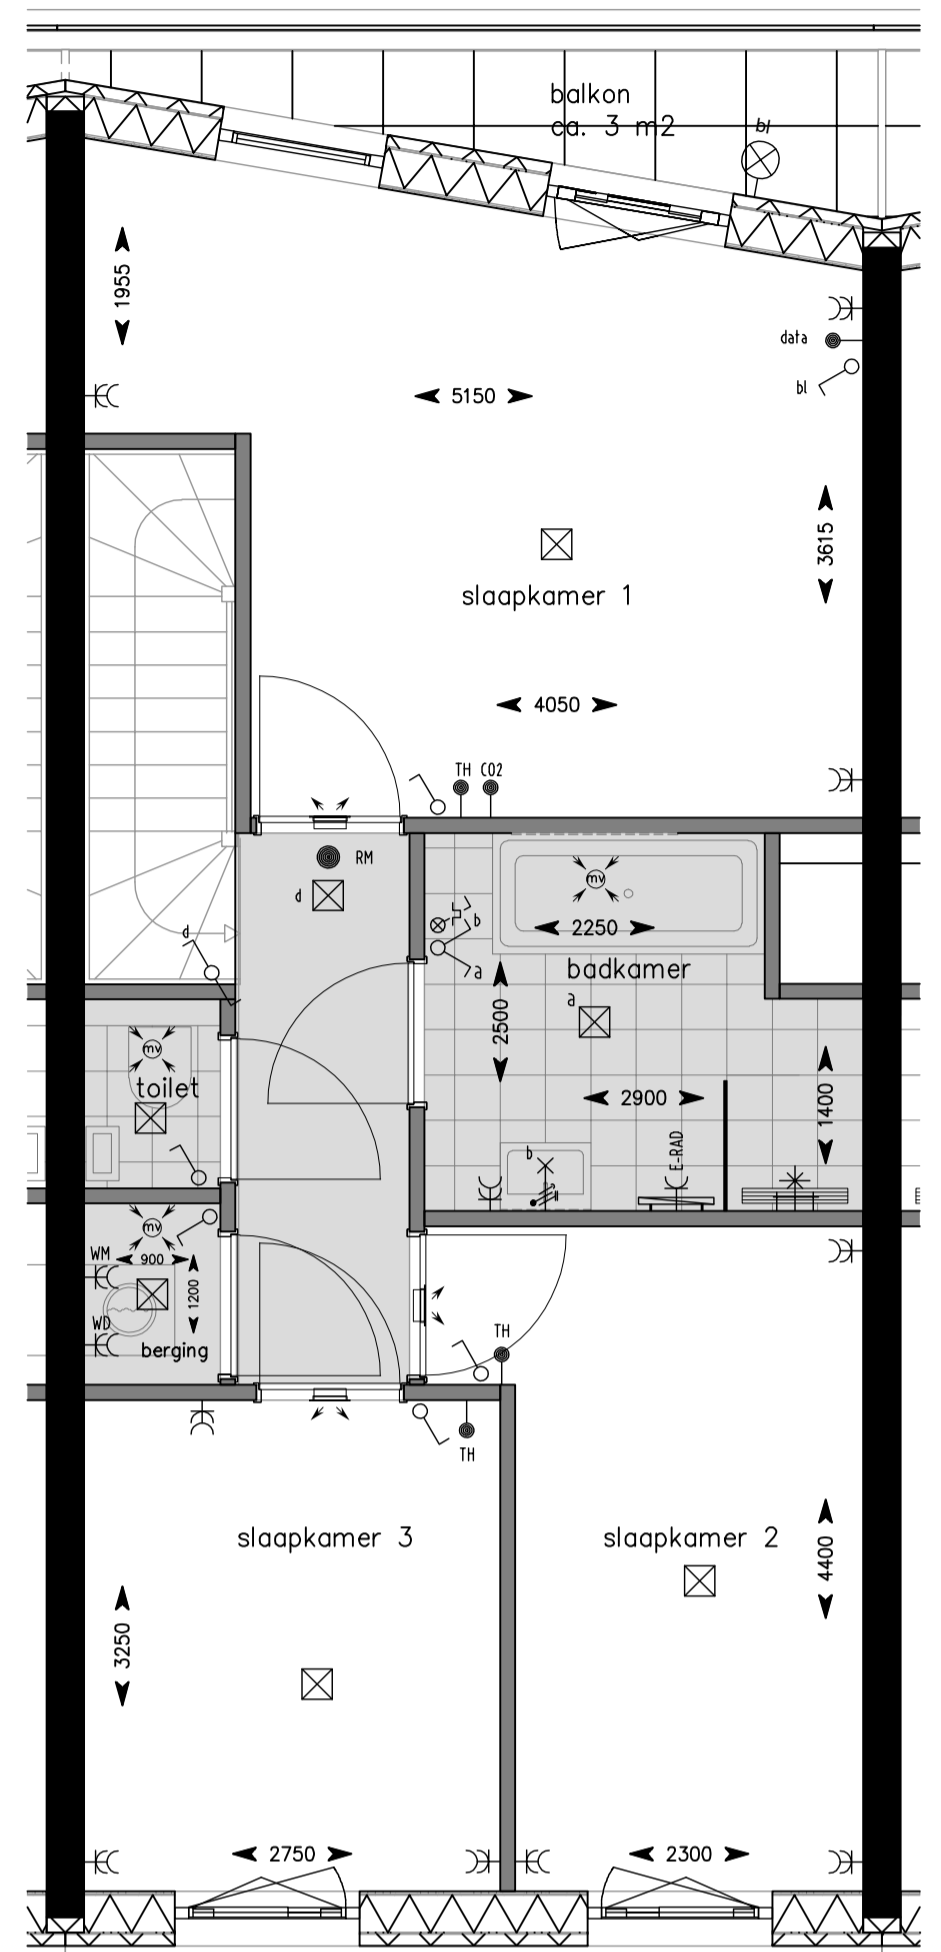 balkon
ca. 3 m2
bl
1955
data
bl
5150
3615
slaapkamer 1
4050
TH CO2
RM
d
mv
b
2250
d
a
badkamer
a
2500
mv
toilet
2900
1400
E-RAD
b
mv
WM
900
1200
WD
berging
TH
TH
slaapkamer 3
slaapkamer 2
4400
3250
2750
2300